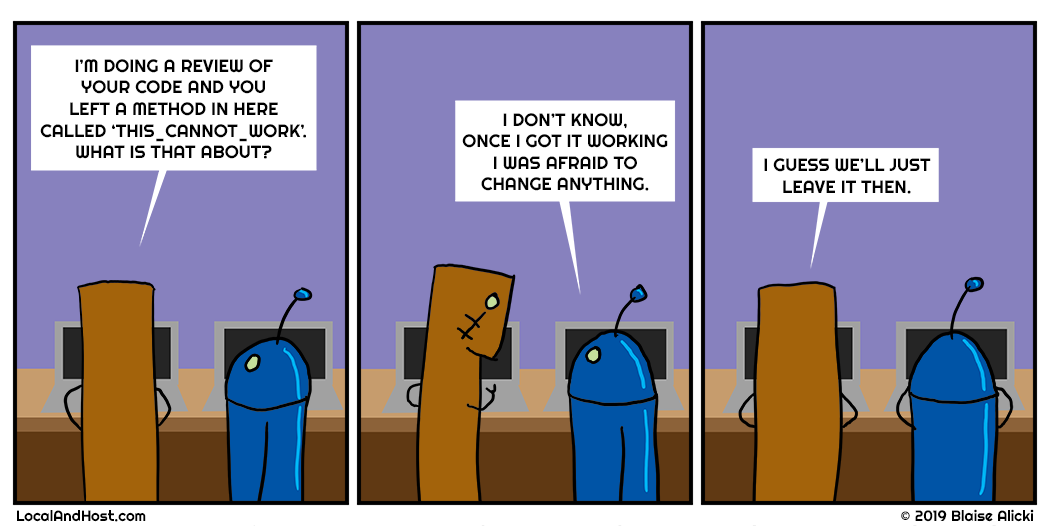 I'M DOING A REVIEW OF
YOUR CODE AND YOU
LEFT A METHOD IN HERE
CALLED 'THIS_CANNOT_WORK'.
WHAT IS THAT ABOUT?
I DON'T KNOW,
ONCE I GOT IT WORKING
I WAS AFRAID TO
CHANGE ANYTHING.
I GUESS WE'LL JUST
LEAVE IT THEN.
LocalAndHost.com
© 2019 Blaise Alicki